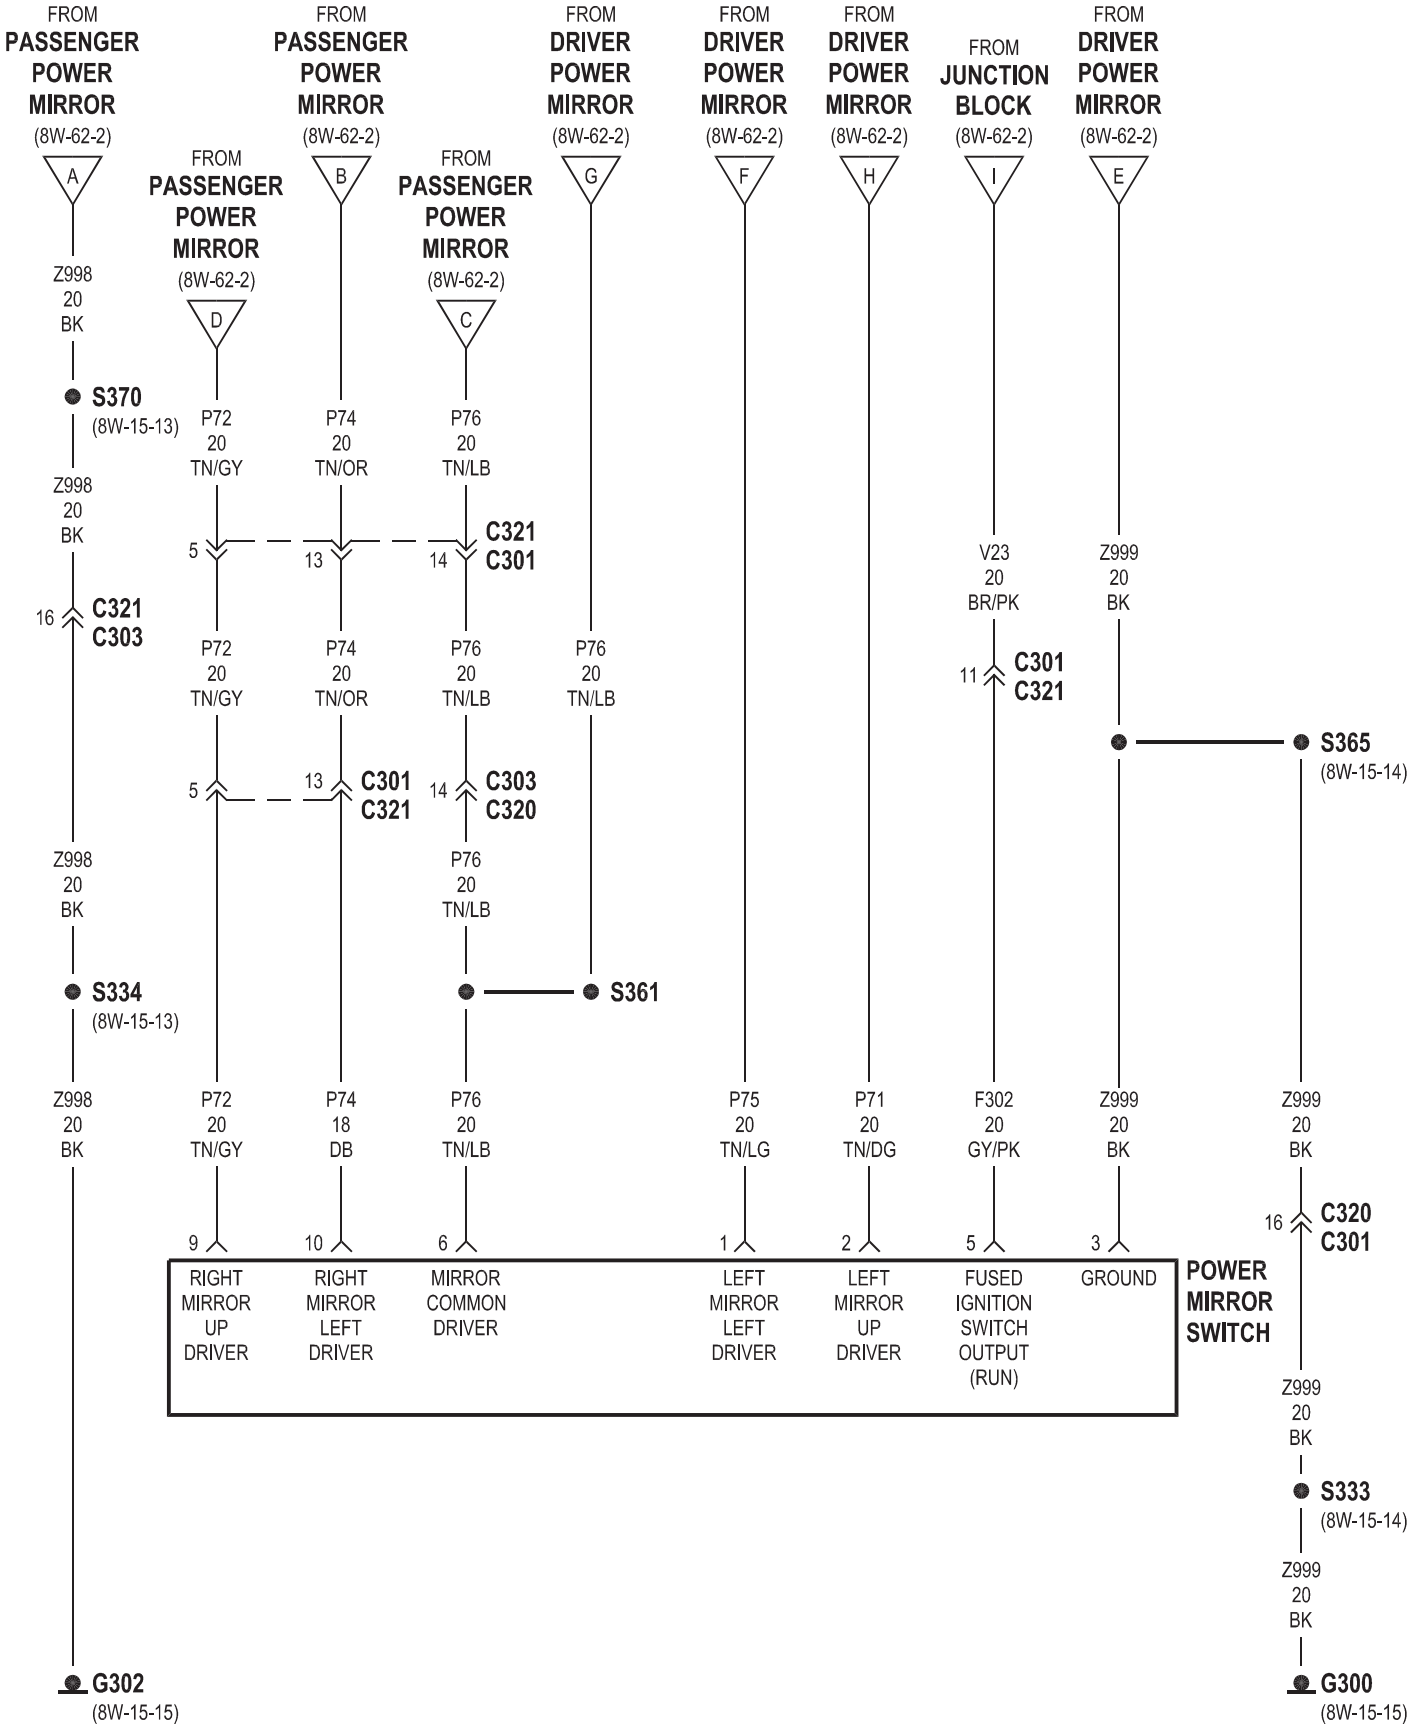 FROM
PASSENGER
POWER
MIRROR
(8W-62-2)
A
Z998
20
BK
S370
(8W-15-13)
Z998
20
BK
16
C321
C303
Z998
20
BK
S334
(8W-15-13)
Z998
20
BK
G302
(8W-15-15)
FROM
PASSENGER
POWER
MIRROR
(8W-62-2)
D
P72
20
TN/GY
5
P72
20
TN/GY
5
P72
20
TN/GY
9
RIGHT
MIRROR
UP
DRIVER
FROM
PASSENGER
POWER
MIRROR
(8W-62-2)
B
P74
20
TN/OR
13
P74
20
TN/OR
13
C301
C321
P74
18
DB
10
RIGHT
MIRROR
LEFT
DRIVER
FROM
PASSENGER
POWER
MIRROR
(8W-62-2)
C
P76
20
TN/LB
14
C321
C301
P76
20
TN/LB
14
C303
C320
P76
20
TN/LB
P76
20
TN/LB
6
MIRROR
COMMON
DRIVER
FROM
DRIVER
POWER
MIRROR
(8W-62-2)
G
P76
20
TN/LB
S361
FROM
DRIVER
POWER
MIRROR
(8W-62-2)
F
P75
20
TN/LG
1
LEFT
MIRROR
LEFT
DRIVER
FROM
DRIVER
POWER
MIRROR
(8W-62-2)
H
P71
20
TN/DG
2
LEFT
MIRROR
UP
DRIVER
FROM
JUNCTION
BLOCK
(8W-62-2)
I
V23
20
BR/PK
11
C301
C321
F302
20
GY/PK
5
FUSED
IGNITION
SWITCH
OUTPUT
(RUN)
FROM
DRIVER
POWER
MIRROR
(8W-62-2)
E
Z999
20
BK
Z999
20
BK
3
GROUND
POWER
MIRROR
SWITCH
S365
(8W-15-14)
Z999
20
BK
16
C320
C301
Z999
20
BK
S333
(8W-15-14)
Z999
20
BK
G300
(8W-15-15)